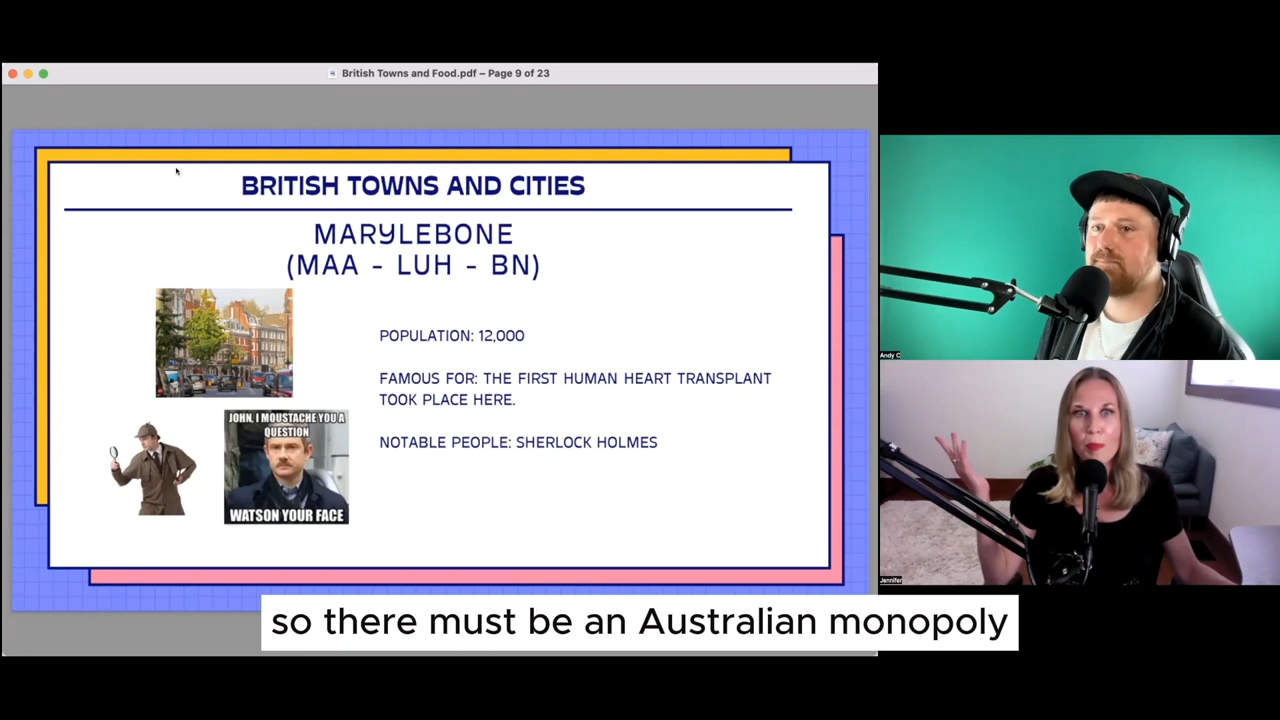 British Towns and Food.pdf – Page 9 of 23
BRITISH TOWNS AND CITIES
MARYLEBONE
(MAA - LUH - BN)
POPULATION: 12,000
FAMOUS FOR: THE FIRST HUMAN HEART TRANSPLANT
TOOK PLACE HERE.
NOTABLE PEOPLE: SHERLOCK HOLMES
JOHN, I MOUSTACHE YOU A
QUESTION
WATSON YOUR FACE
Andy C
Jennifer
so there must be an Australian monopoly